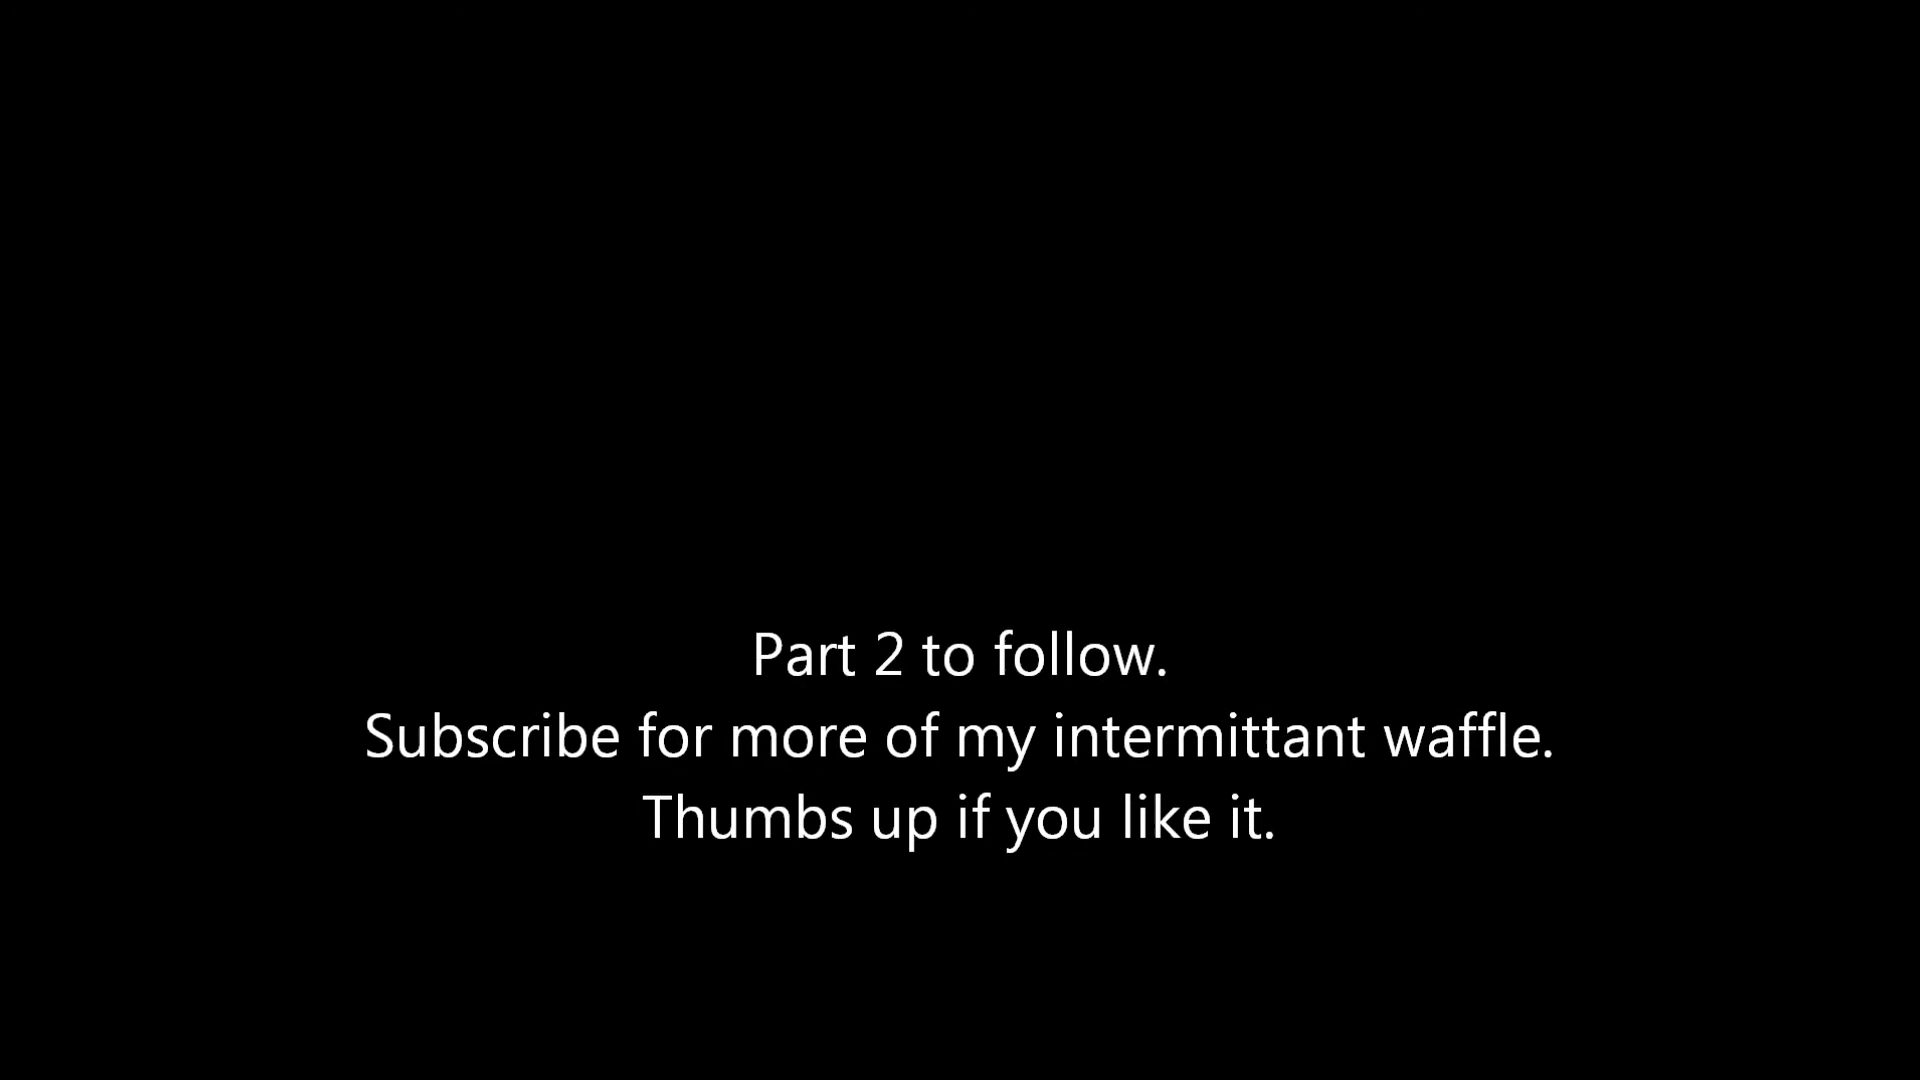 Part 2 to follow.
Subscribe for more of my intermittant waffle.
Thumbs up if you like it.